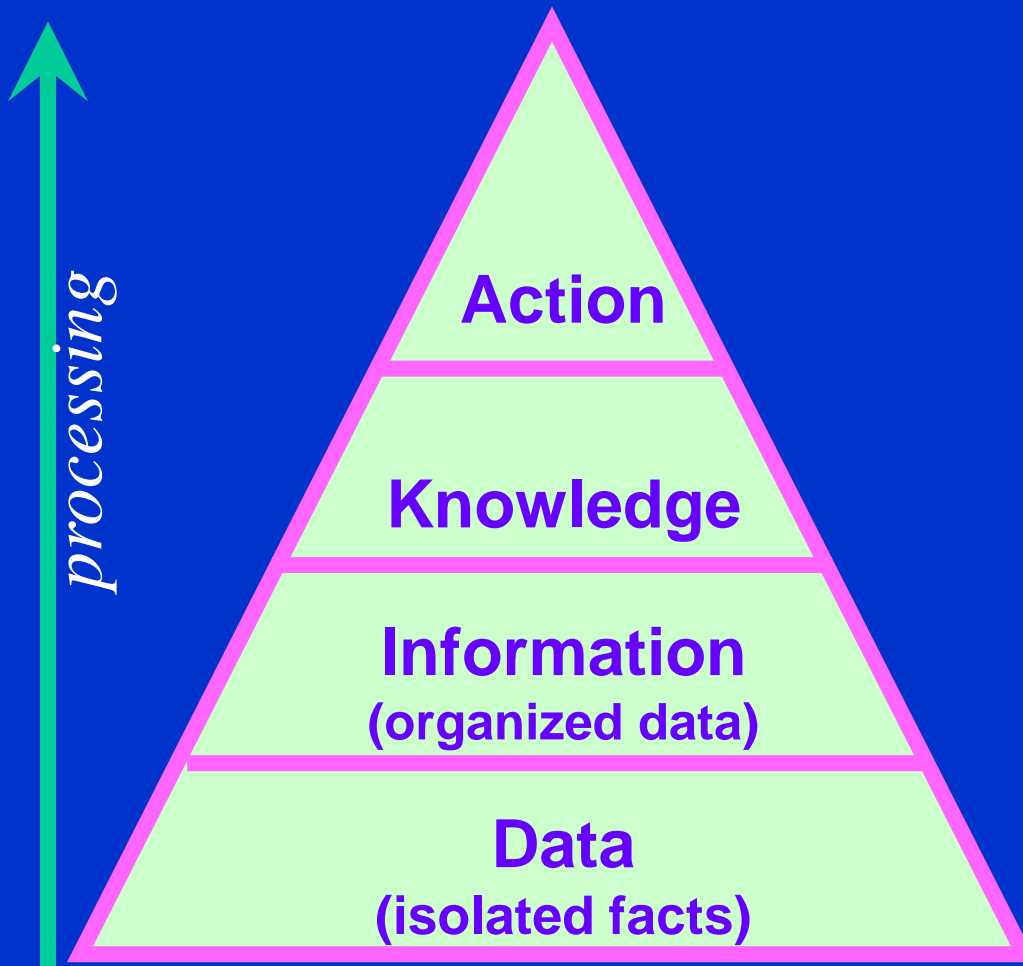 processing
Action
Knowledge
Information
(organized data)
Data
(isolated facts)